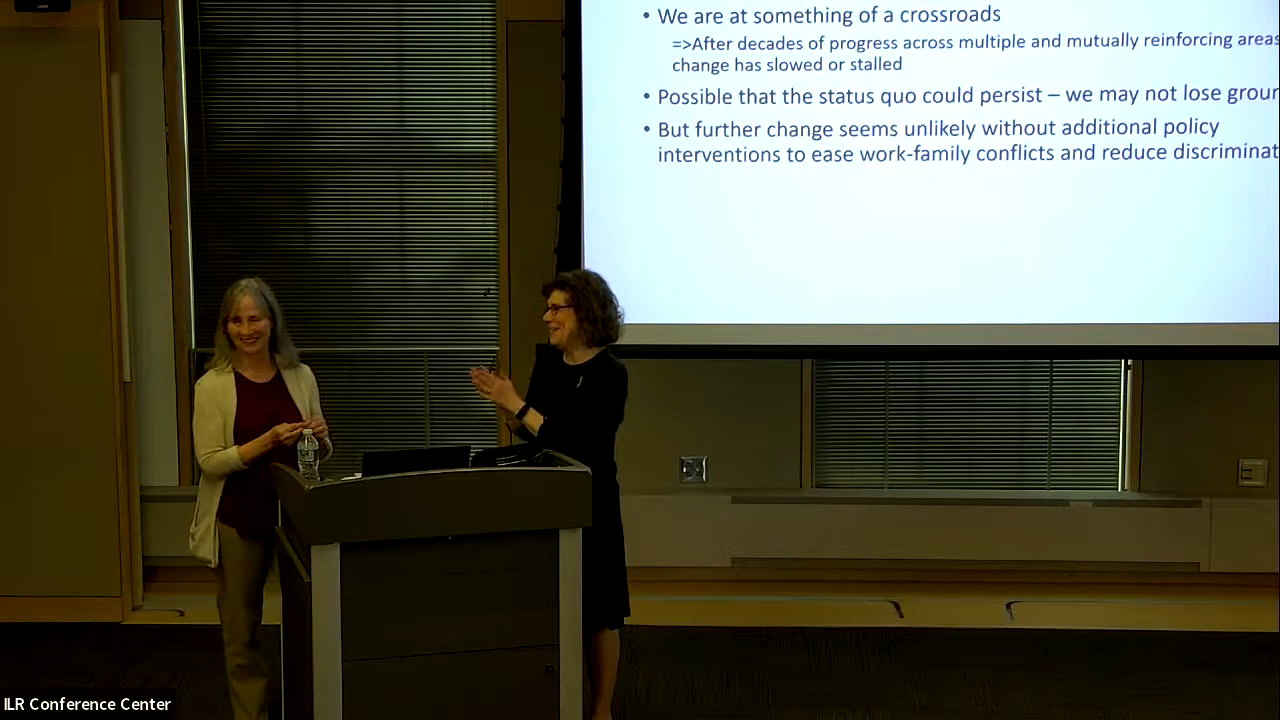 • We are at something of a crossroads
=>After decades of progress across multiple and mutually reinforcing areas
change has slowed or stalled
• Possible that the status quo could persist – we may not lose groun
• But further change seems unlikely without additional policy
interventions to ease work-family conflicts and reduce discriminat
ILR Conference Center